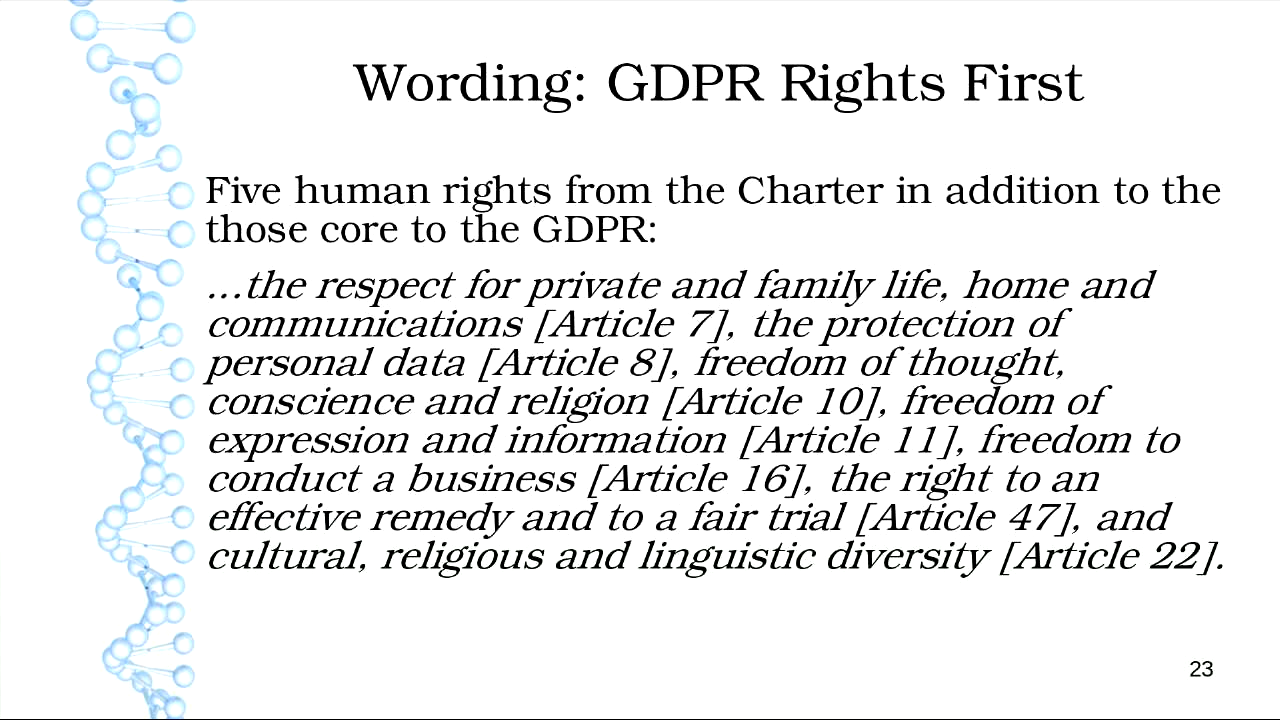 Wording: GDPR Rights First
Five human rights from the Charter in addition to the
those core to the GDPR:
...the respect for private and family life, home and
communications [Article 7], the protection of
personal data [Article 8], freedom of thought,
conscience and religion [Article 10], freedom of
expression and information [Article 11], freedom to
conduct a business [Article 16], the right to an
effective remedy and to a fair trial [Article 47], and
cultural, religious and linguistic diversity [Article 22].
23